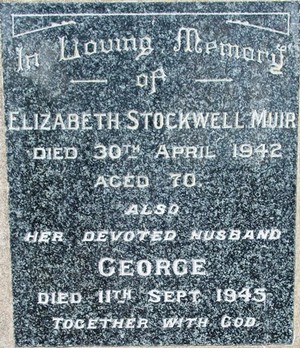 In Loving Memory
of
ELIZABETH STOCKWELL MUIR
DIED 30TH APRIL 1942
AGED 70.
ALSO
HER DEVOTED HUSBAND
GEORGE
DIED 11TH SEPT. 1945
TOGETHER WITH GOD.